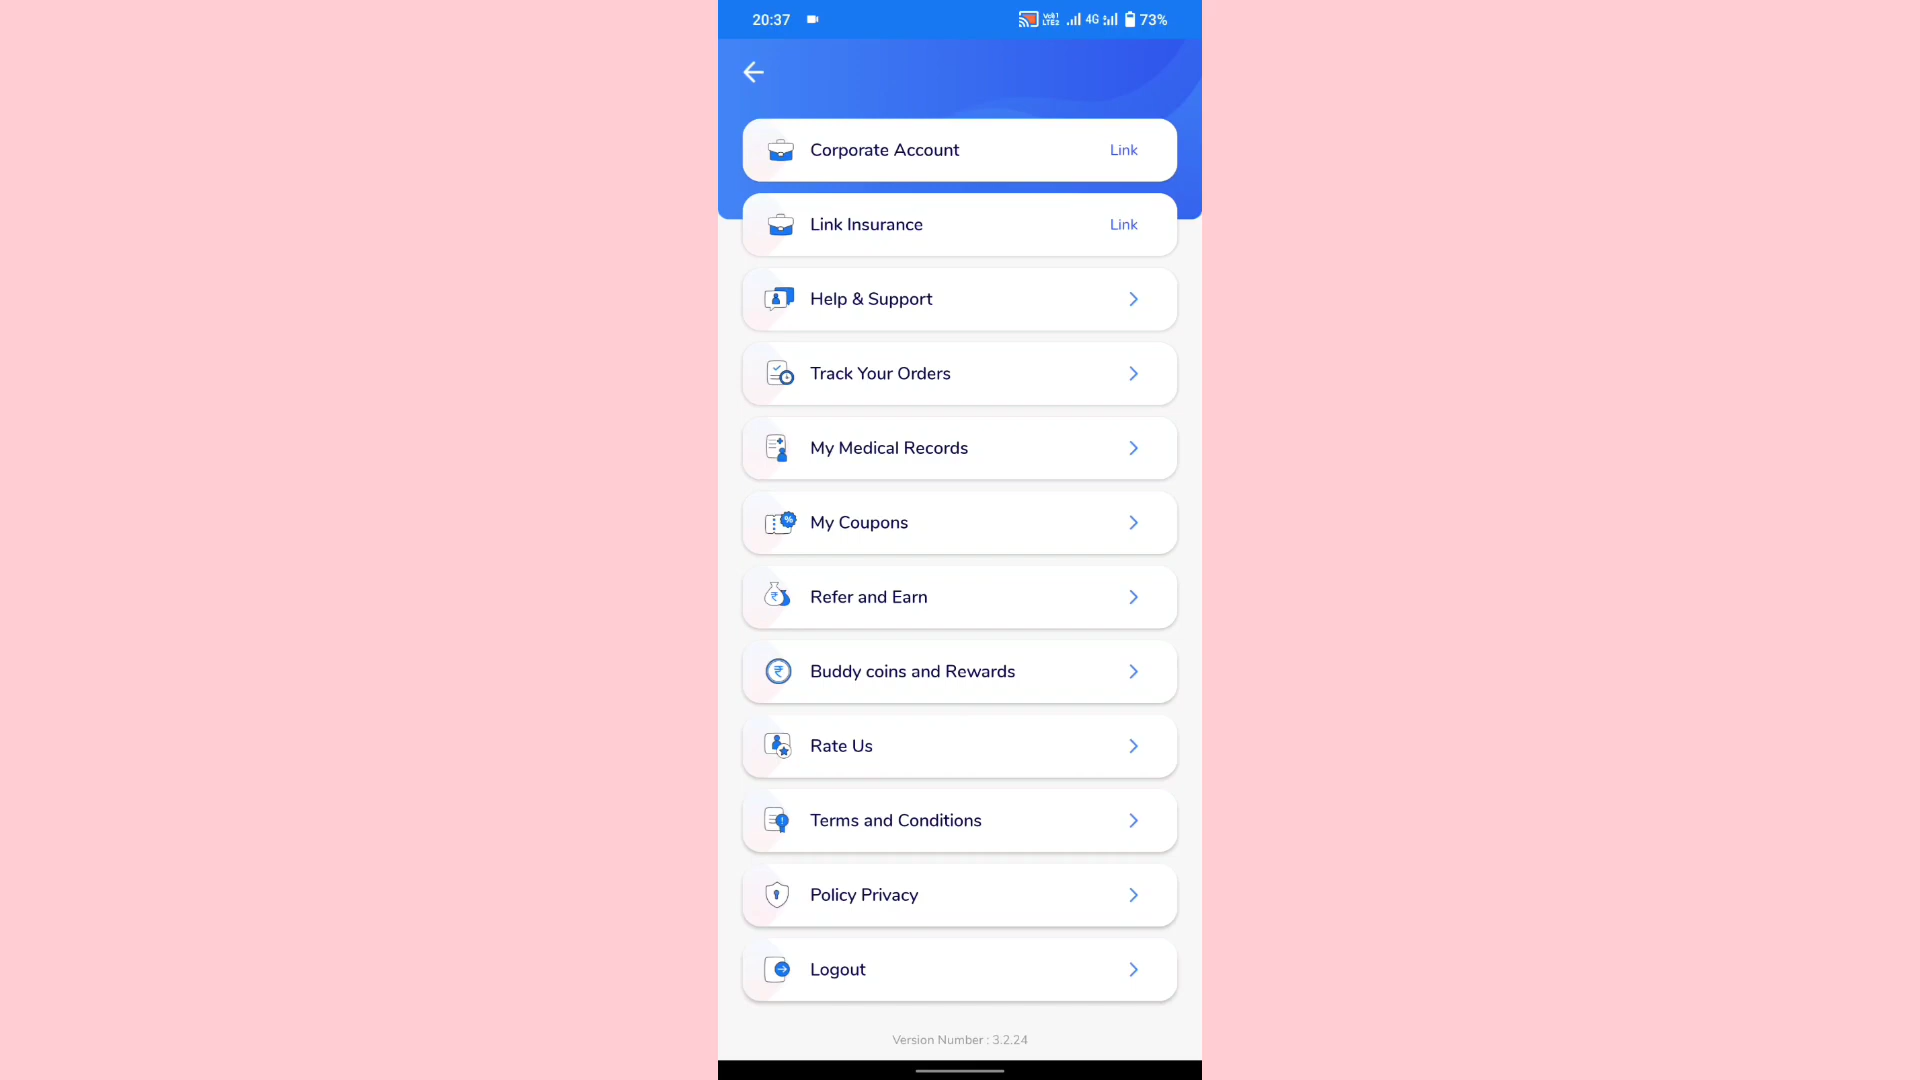 20:37 4G 73%
Corporate Account Link
Link Insurance Link
Help & Support
Track Your Orders
My Medical Records
My Coupons
Refer and Earn
Buddy coins and Rewards
Rate Us
Terms and Conditions
Policy Privacy
Logout
Version Number : 3.2.24